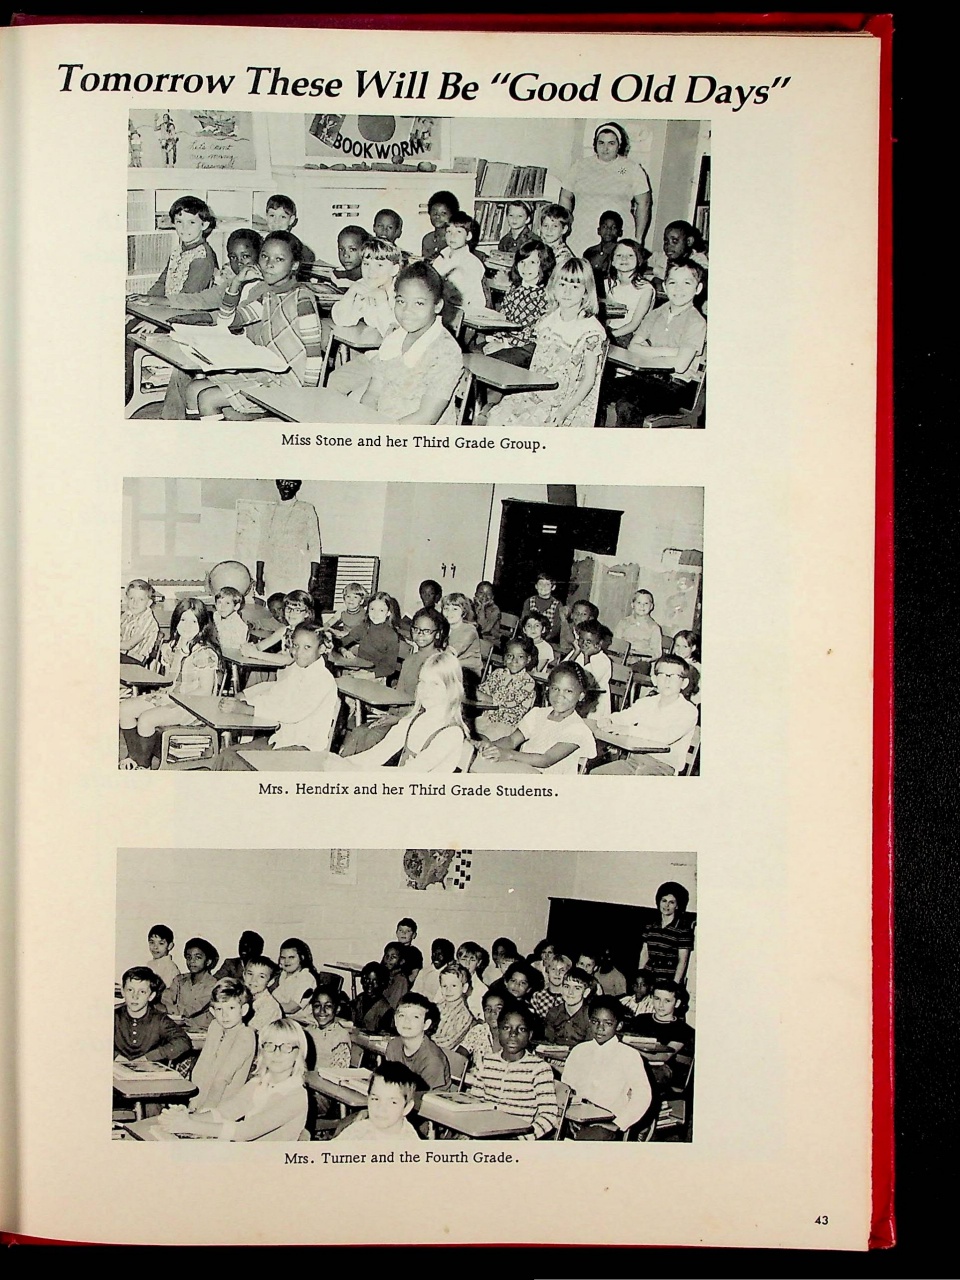 Tomorrow These Will Be "Good Old Days"
BOOKWORM
Miss Stone and her Third Grade Group.
Mrs. Hendrix and her Third Grade Students.
Mrs. Turner and the Fourth Grade.
43